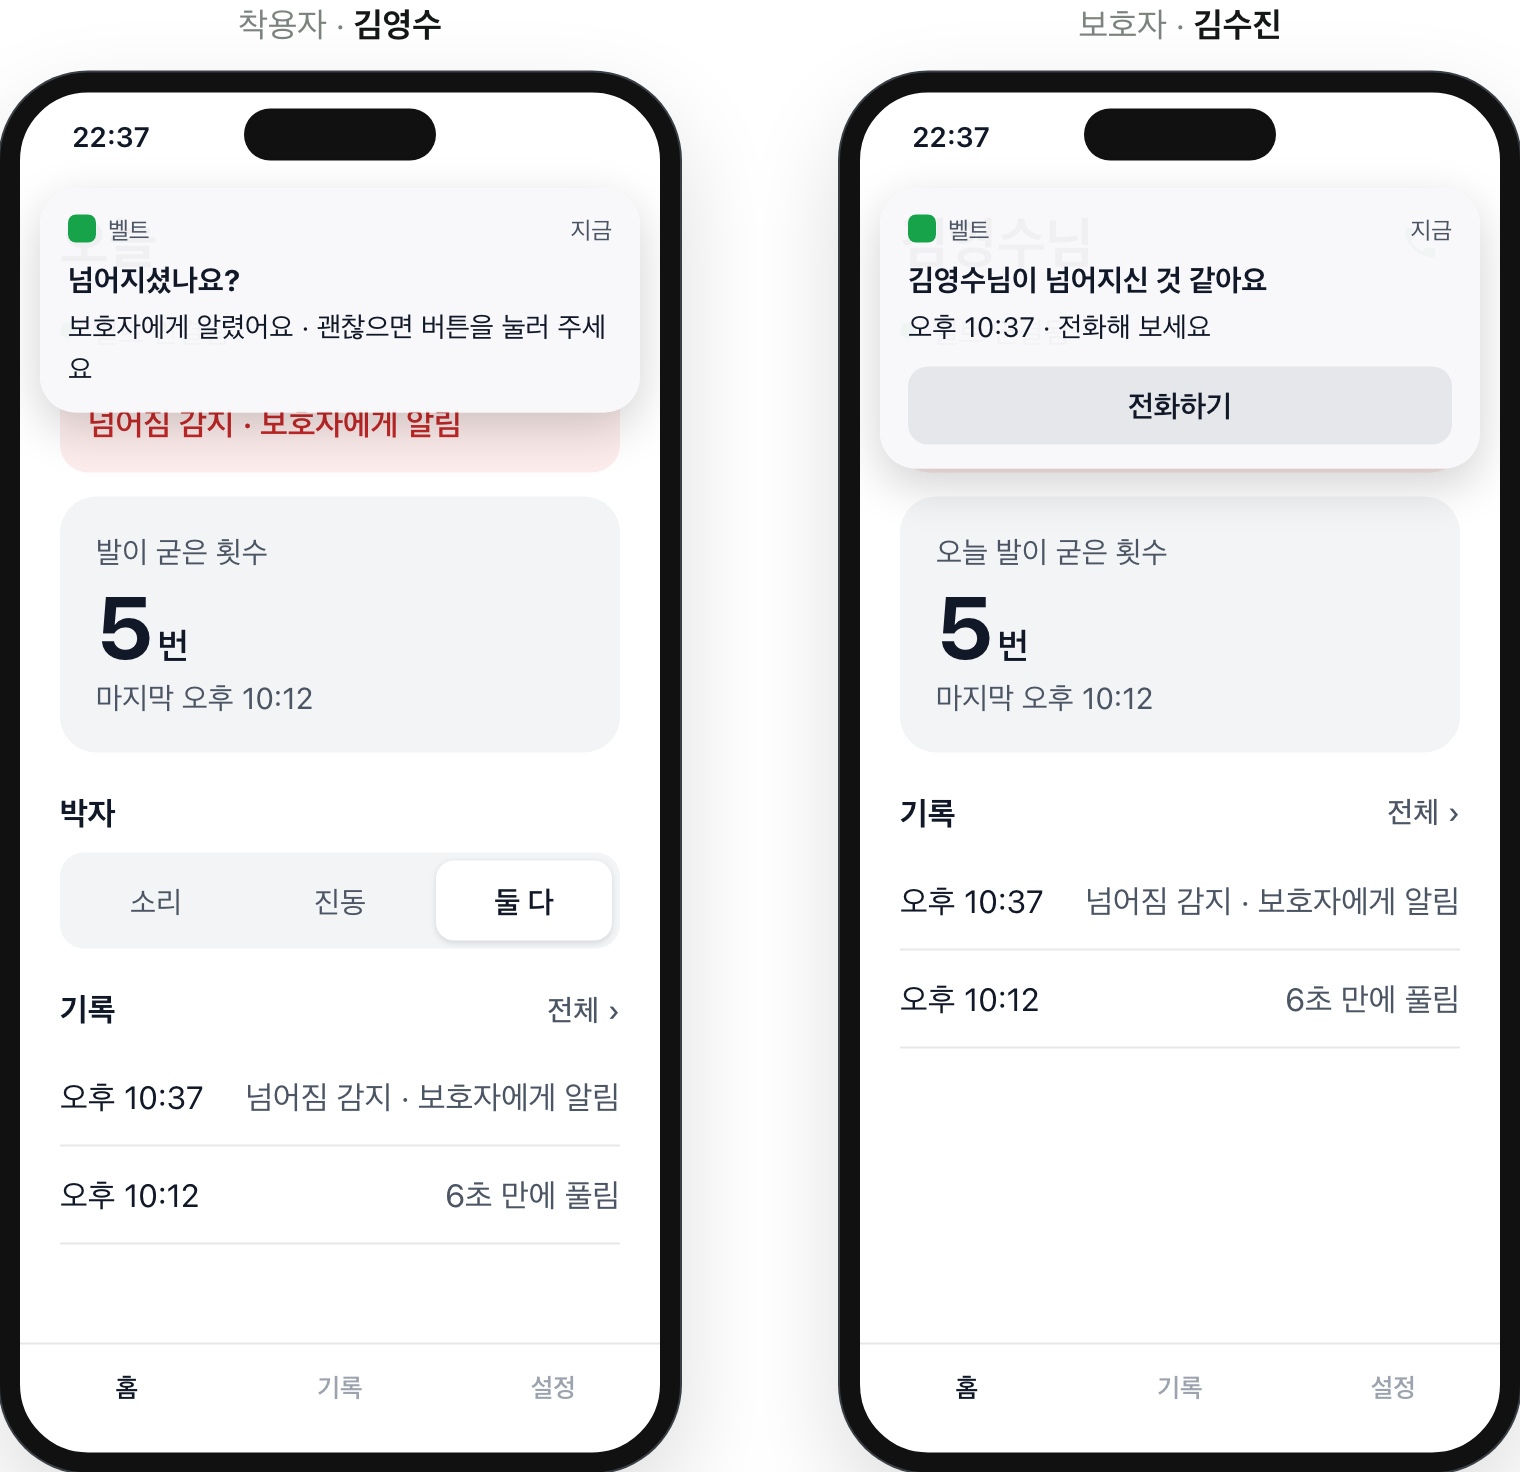 착용자 · 김영수
22:37
벨트
지금
넘어지셨나요?
보호자에게 알렸어요 · 괜찮으면 버튼을 눌러 주세
요
넘어짐 감지 · 보호자에게 알림
발이 굳은 횟수
5번
마지막 오후 10:12
박자
소리
진동
둘 다
기록
전체 ›
오후 10:37
넘어짐 감지 · 보호자에게 알림
오후 10:12
6초 만에 풀림
홈
기록
설정
보호자 · 김수진
22:37
김영수님
벨트
지금
김영수님이 넘어지신 것 같아요
오후 10:37 · 전화해 보세요
전화하기
오늘 발이 굳은 횟수
5번
마지막 오후 10:12
기록
전체 ›
오후 10:37
넘어짐 감지 · 보호자에게 알림
오후 10:12
6초 만에 풀림
홈
기록
설정